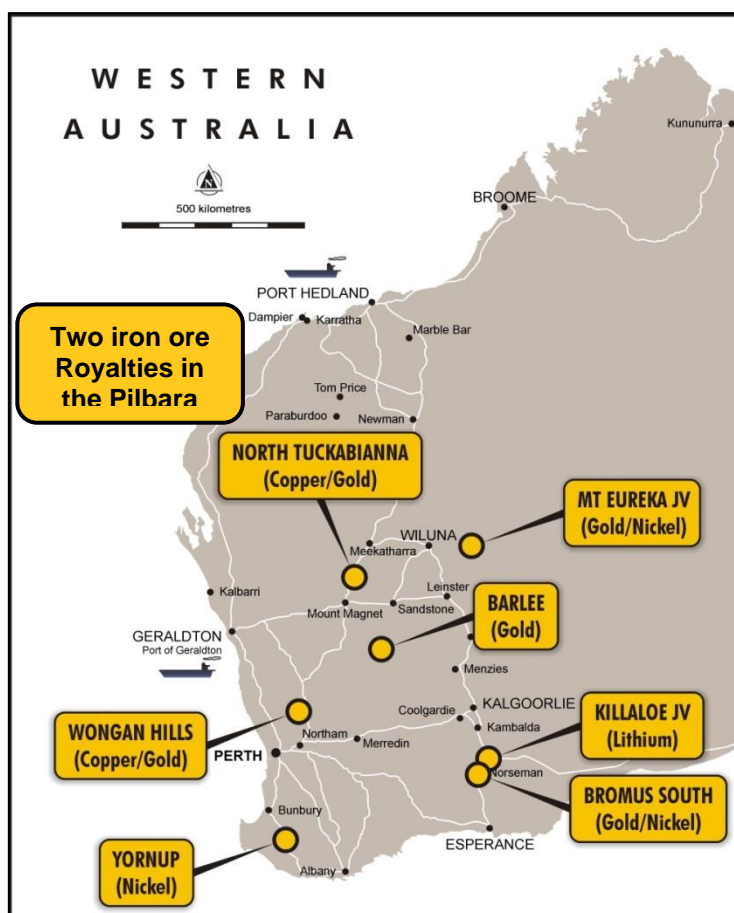 WESTERN
AUSTRALIA
N
500 kilometres
Kununurra
BROOME
PORT HEDLAND
Dampier
Karratha
Marble Bar
Two iron ore
Royalties in
the Pilbara
Tom Price
Paraburdoo
Newman
NORTH TUCKABIANNA
(Copper/Gold)
MT EUREKA JV
(Gold/Nickel)
WILUNA
Meekatharra
Kalbarri
Leinster
Mount Magnet
Sandstone
BARLEE
(Gold)
GERALDTON
Port of Geraldton
Menzies
WONGAN HILLS
(Copper/Gold)
Coolgardie
KALGOORLIE
Kambalda
KILLALOE JV
(Lithium)
Northam
Merredin
PERTH
Norseman
BROMUS SOUTH
(Gold/Nickel)
Bunbury
ESPERANCE
YORNUP
(Nickel)
Albany